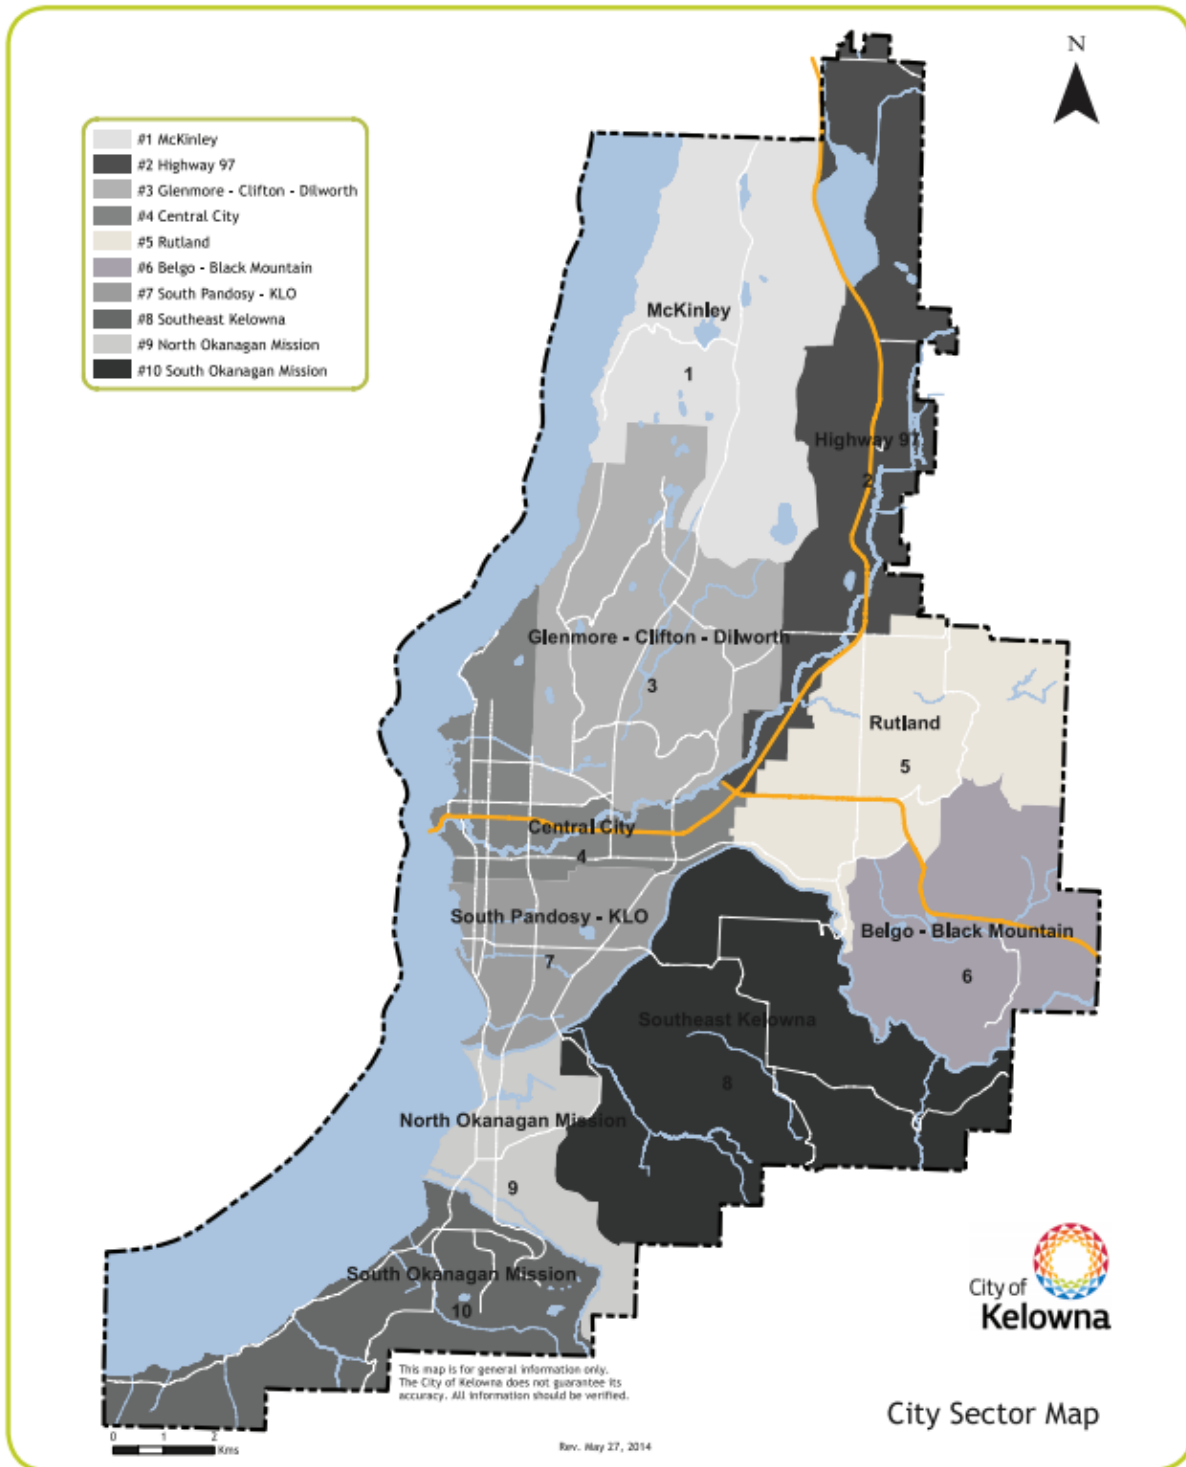 N
#1 McKinley
#2 Highway 97
#3 Glenmore - Clifton - Dilworth
#4 Central City
#5 Rutland
#6 Belgo - Black Mountain
#7 South Pandosy - KLO
#8 Southeast Kelowna
#9 North Okanagan Mission
#10 South Okanagan Mission
McKinley
1
Highway 97
2
Glenmore - Clifton - Dilworth
3
Rutland
5
Central City
4
South Pandosy - KLO
7
Belgo - Black Mountain
6
Southeast Kelowna
8
North Okanagan Mission
9
South Okanagan Mission
10
City of
Kelowna
This map is for general information only.
The City of Kelowna does not guarantee its
accuracy. All information should be verified.
City Sector Map
0 1 2
Kms
Rev. May 27, 2014